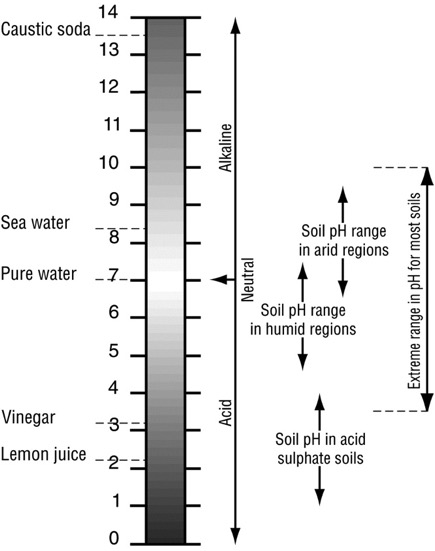 14
Caustic soda
13
12
11
10
9
Sea water
8
Pure water
7
6
5
4
Vinegar
3
Lemon juice
2
1
0
Alkaline
Neutral
Acid
Soil pH range
in arid regions
Soil pH range
in humid regions
Soil pH in acid
sulphate soils
Extreme range in pH for most soils